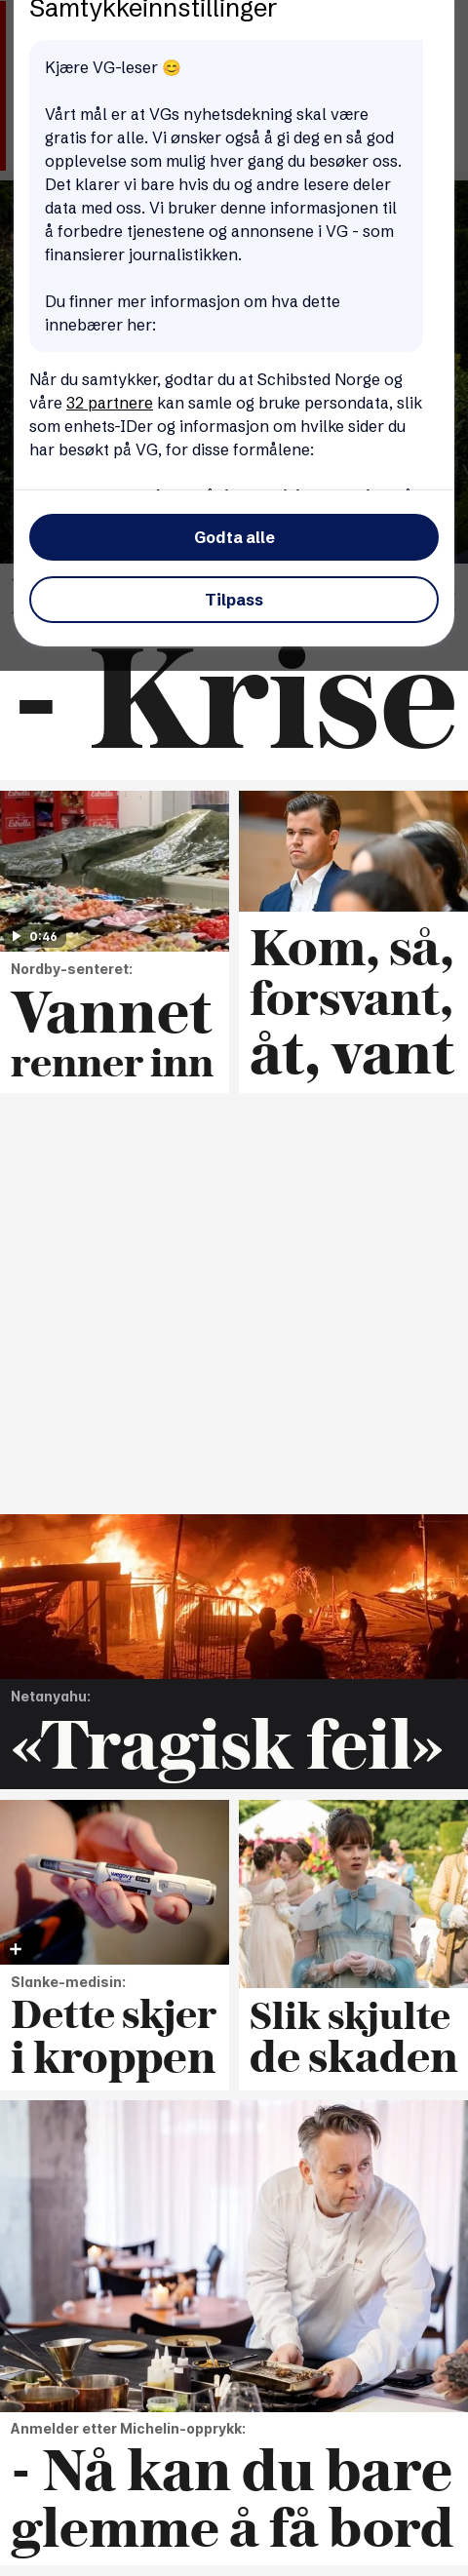 Samtykkeinnstillinger
Kjære VG-leser 😊
Vårt mål er at VGs nyhetsdekning skal være
gratis for alle. Vi ønsker også å gi deg en så god
opplevelse som mulig hver gang du besøker oss.
Det klarer vi bare hvis du og andre lesere deler
data med oss. Vi bruker denne informasjonen til
å forbedre tjenestene og annonsene i VG - som
finansierer journalistikken.
Du finner mer informasjon om hva dette
innebærer her:
Når du samtykker, godtar du at Schibsted Norge og
våre 32 partnere kan samle og bruke persondata, slik
som enhets-IDer og informasjon om hvilke sider du
har besøkt på VG, for disse formålene:
Godta alle
Tilpass
- Krise
0:46
Nordby-senteret:
Vannet
renner inn
Kom, så,
forsvant,
åt, vant
Netanyahu:
«Tragisk feil»
wegovy
Slanke-medisin:
Dette skjer
i kroppen
Slik skjulte
de skaden
Anmelder etter Michelin-opprykk:
- Nå kan du bare
glemme å få bord